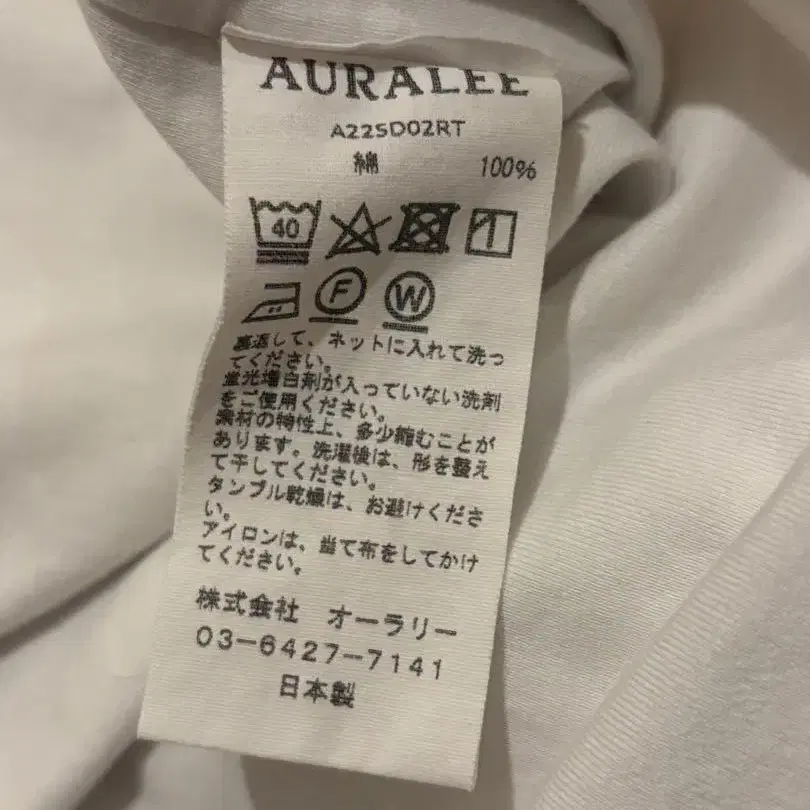 AURALEE
A22SD02RT
綿 100%
40
F
W
裏返して、ネットに入れて洗っ
てください。
蛍光増白剤が入っていない洗剤
をご使用ください。
素材の特性上、多少縮むことが
あります。洗濯後は、形を整え
て干してください。
タンブル乾燥は、お避けくださ
い。
アイロンは、当て布をしてかけ
てください。
株式会社 オーラリー
03-6427-7141
日本製